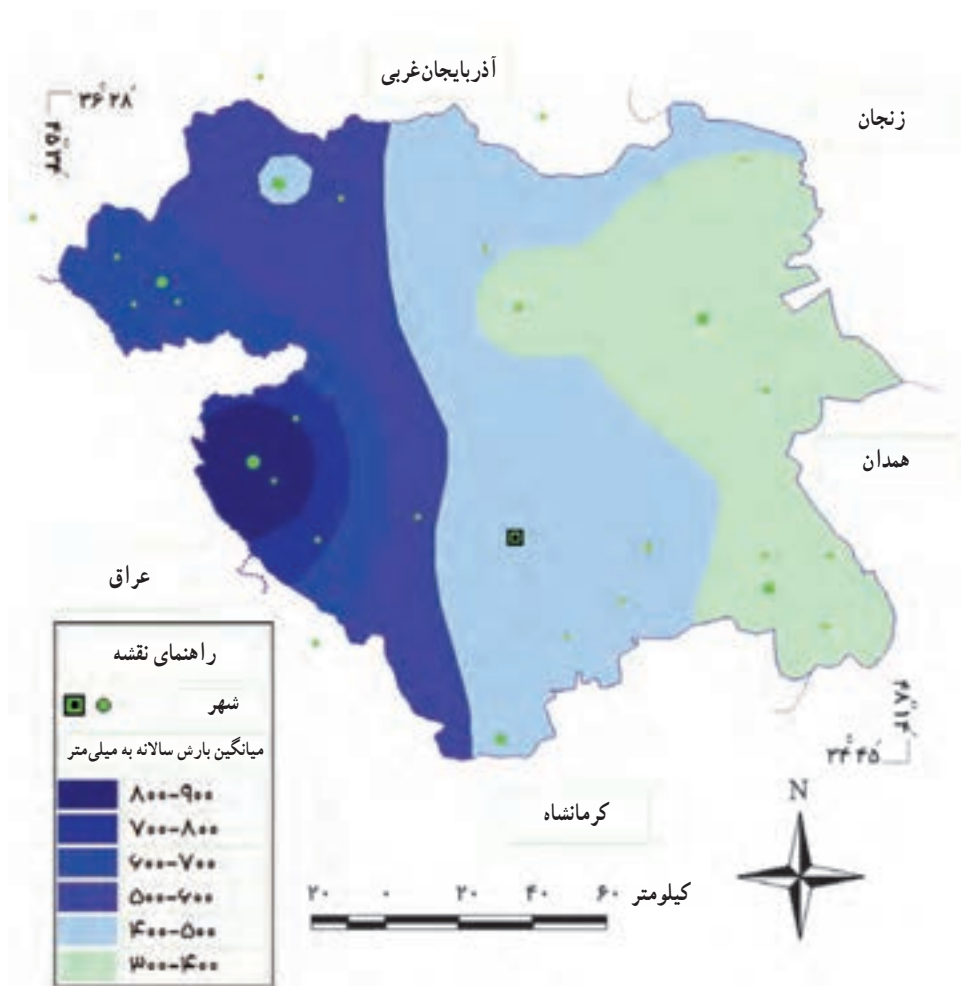 آذربایجان‌غربی
۳۶° ۲۸′
۴۵° ۳۴′
زنجان
همدان
عراق
۴۸° ۱۴′
۳۴° ۴۵′
کرمانشاه
N
راهنمای نقشه
شهر
میانگین بارش سالانه به میلی‌متر
۸۰۰-۹۰۰
۷۰۰-۸۰۰
۶۰۰-۷۰۰
۵۰۰-۶۰۰
۴۰۰-۵۰۰
۳۰۰-۴۰۰
۲۰ ۰ ۲۰ ۴۰ ۶۰ کیلومتر